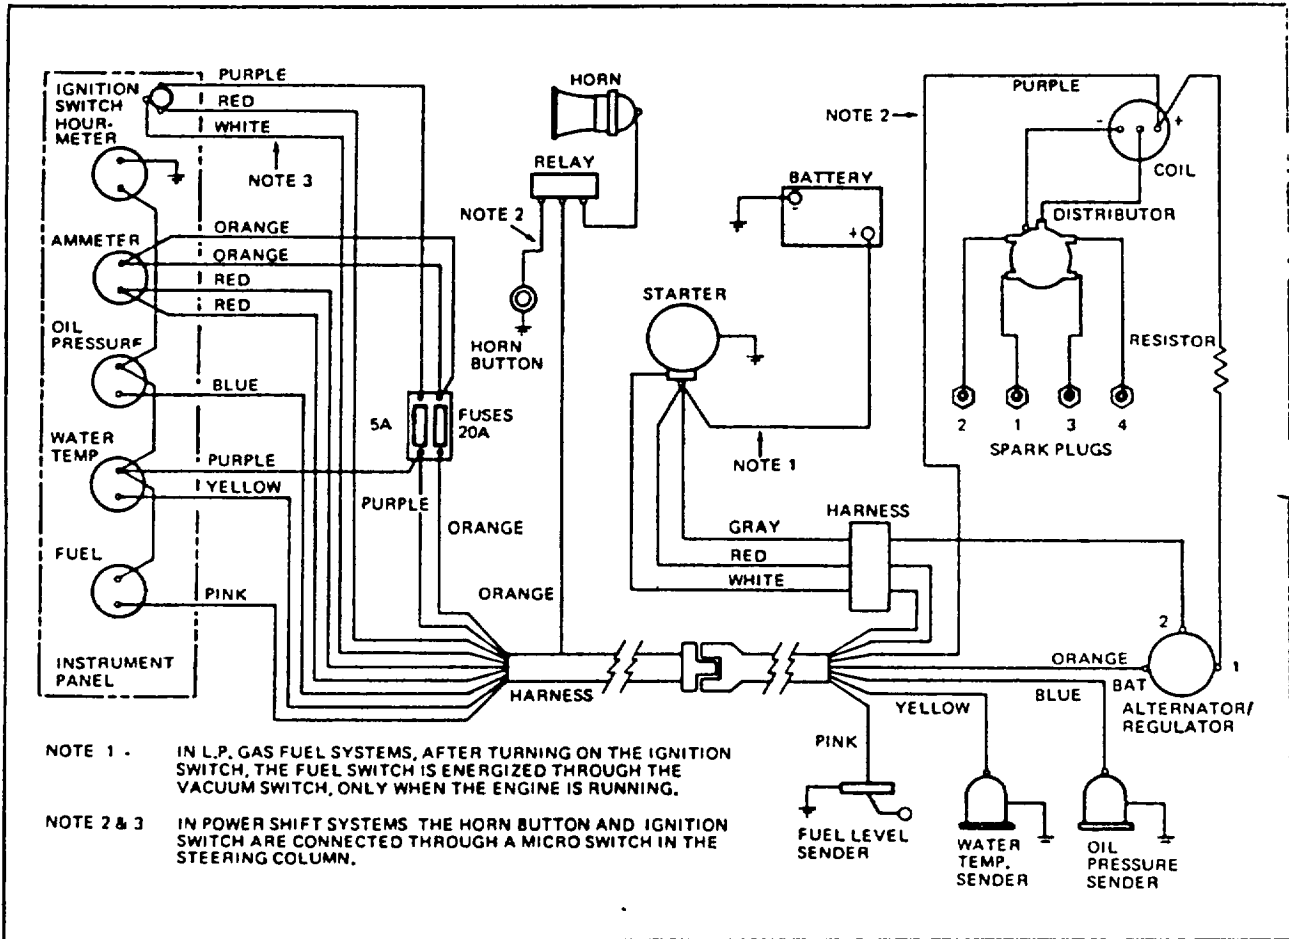 IGNITION
SWITCH
HOUR-
METER
PURPLE
RED
WHITE
NOTE 3
AMMETER
ORANGE
ORANGE
RED
RED
OIL
PRESSURE
BLUE
WATER
TEMP
PURPLE
YELLOW
FUEL
PINK
INSTRUMENT
PANEL
5A
FUSES
20A
PURPLE
ORANGE
HORN
RELAY
NOTE 2
HORN
BUTTON
ORANGE
HARNESS
BATTERY
-
+
STARTER
NOTE 1
GRAY
RED
WHITE
HARNESS
NOTE 2
PURPLE
-
+
COIL
DISTRIBUTOR
RESISTOR
2
1
3
4
SPARK PLUGS
2
1
ORANGE
BAT
BLUE
ALTERNATOR/
REGULATOR
YELLOW
PINK
FUEL LEVEL
SENDER
WATER
TEMP.
SENDER
OIL
PRESSURE
SENDER
NOTE 1 - IN L.P. GAS FUEL SYSTEMS, AFTER TURNING ON THE IGNITION
SWITCH, THE FUEL SWITCH IS ENERGIZED THROUGH THE
VACUUM SWITCH, ONLY WHEN THE ENGINE IS RUNNING.
NOTE 2 & 3 IN POWER SHIFT SYSTEMS THE HORN BUTTON AND IGNITION
SWITCH ARE CONNECTED THROUGH A MICRO SWITCH IN THE
STEERING COLUMN.